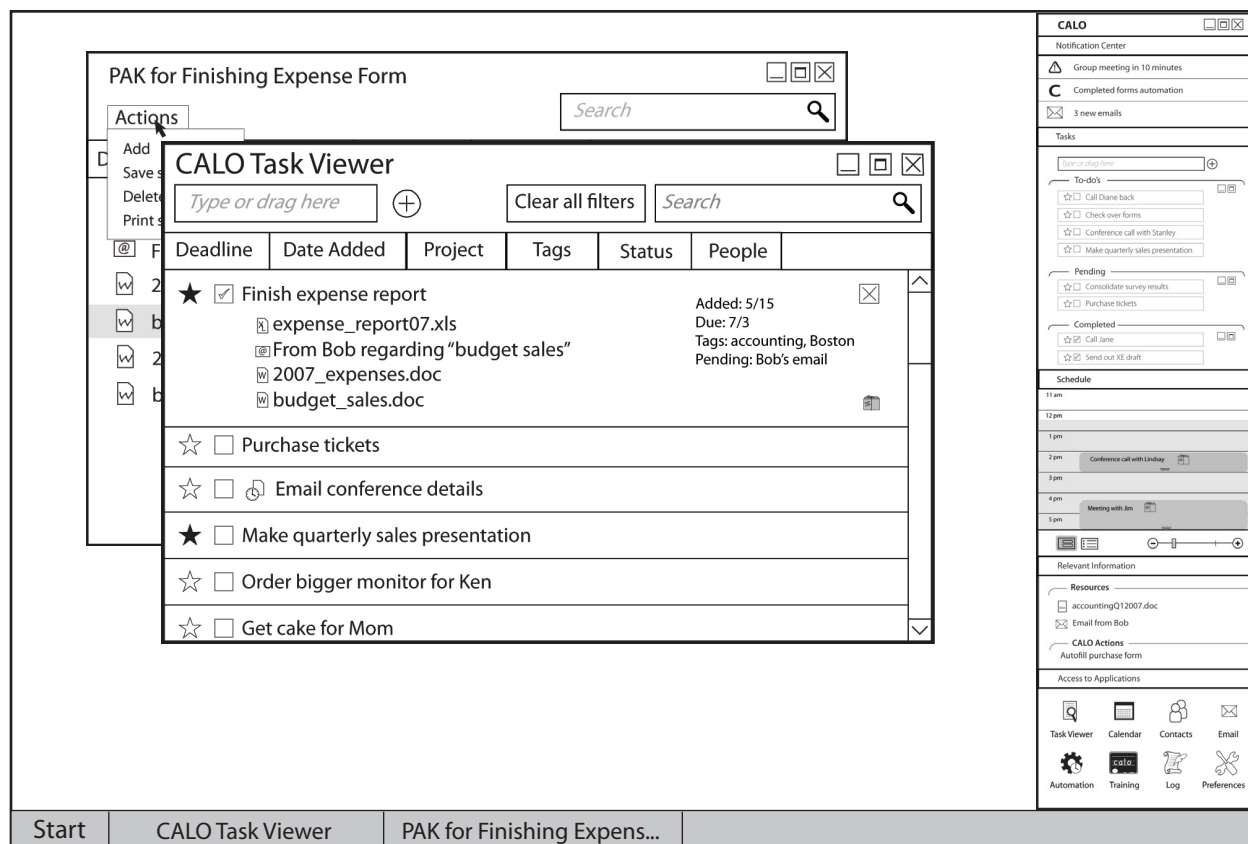 PAK for Finishing Expense Form
Search
Actions
Add
Save s
Delete
Print s
D
@ F
W 2
W b
W 2
W b
CALO Task Viewer
Type or drag here
Clear all filters
Search
Deadline
Date Added
Project
Tags
Status
People
Finish expense report
expense_report07.xls
@ From Bob regarding “budget sales”
W 2007_expenses.doc
W budget_sales.doc
Added: 5/15
Due: 7/3
Tags: accounting, Boston
Pending: Bob's email
Purchase tickets
Email conference details
Make quarterly sales presentation
Order bigger monitor for Ken
Get cake for Mom
CALO
Notification Center
Group meeting in 10 minutes
C Completed forms automation
3 new emails
Tasks
Type or drag here
To-do's
Call Diane back
Check over forms
Conference call with Stanley
Make quarterly sales presentation
Pending
Consolidate survey results
Purchase tickets
Completed
Call Jane
Send out XE draft
Schedule
11 am
12 pm
1 pm
2 pm
Conference call with Lindsay
3 pm
4 pm
Meeting with Jim
5 pm
Relevant Information
Resources
accountingQ12007.doc
Email from Bob
CALO Actions
Autofill purchase form
Access to Applications
Task Viewer
Calendar
Contacts
Email
calo
Automation
Training
Log
Preferences
Start
CALO Task Viewer
PAK for Finishing Expens...